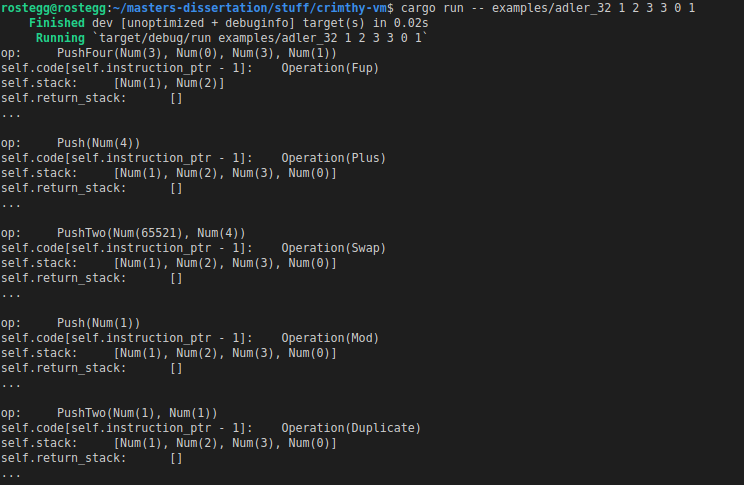 rostegg@rostegg:~/masters-dissertation/stuff/crimthy-vm$ cargo run -- examples/adler_32 1 2 3 3 0 1
    Finished dev [unoptimized + debuginfo] target(s) in 0.02s
     Running `target/debug/run examples/adler_32 1 2 3 3 0 1`
op:     PushFour(Num(3), Num(0), Num(3), Num(1))
self.code[self.instruction_ptr - 1]:    Operation(Fup)
self.stack:     [Num(1), Num(2)]
self.return_stack:      []
...

op:     Push(Num(4))
self.code[self.instruction_ptr - 1]:    Operation(Plus)
self.stack:     [Num(1), Num(2), Num(3), Num(0)]
self.return_stack:      []
...

op:     PushTwo(Num(65521), Num(4))
self.code[self.instruction_ptr - 1]:    Operation(Swap)
self.stack:     [Num(1), Num(2), Num(3), Num(0)]
self.return_stack:      []
...

op:     Push(Num(1))
self.code[self.instruction_ptr - 1]:    Operation(Mod)
self.stack:     [Num(1), Num(2), Num(3), Num(0)]
self.return_stack:      []
...

op:     PushTwo(Num(1), Num(1))
self.code[self.instruction_ptr - 1]:    Operation(Duplicate)
self.stack:     [Num(1), Num(2), Num(3), Num(0)]
self.return_stack:      []
...